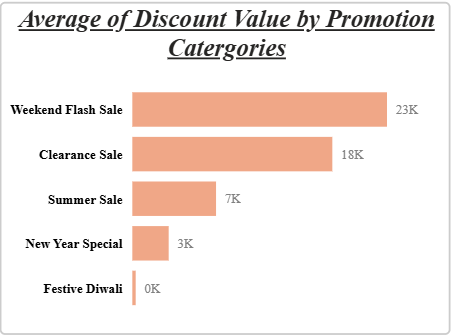 Average of Discount Value by Promotion
Catergories
Weekend Flash Sale 23K
Clearance Sale 18K
Summer Sale 7K
New Year Special 3K
Festive Diwali 0K